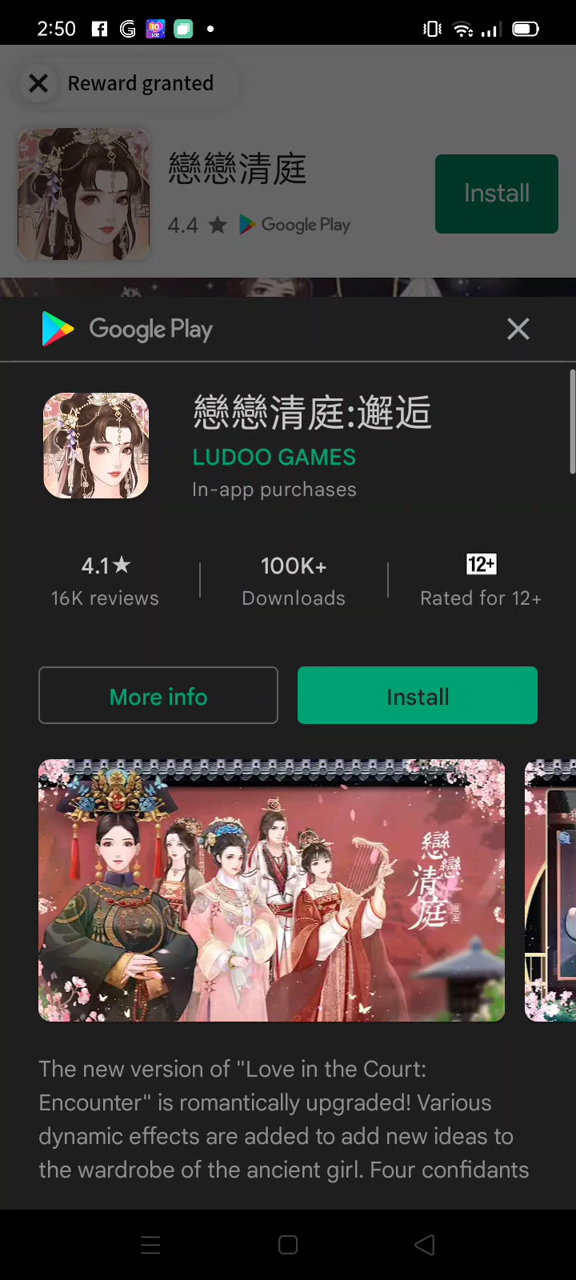 2:50
Reward granted
戀戀清庭
Install
4.4 ★ Google Play
Google Play
戀戀清庭:邂逅
LUDOO GAMES
In-app purchases
4.1★
16K reviews
100K+
Downloads
12+
Rated for 12+
More info
Install
戀戀清庭
The new version of "Love in the Court:
Encounter" is romantically upgraded! Various
dynamic effects are added to add new ideas to
the wardrobe of the ancient girl. Four confidants